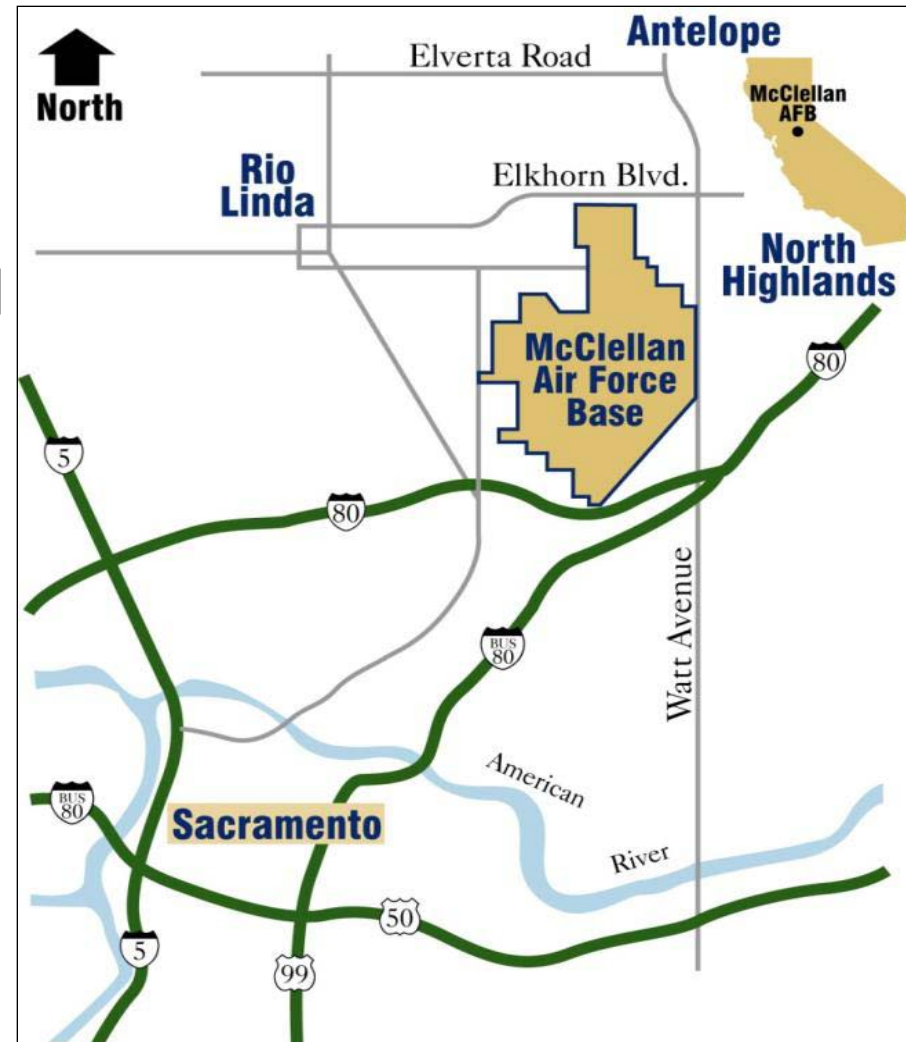 Antelope
Elverta Road
North
McClellan
AFB
Rio
Linda
Elkhorn Blvd.
North
Highlands
McClellan
Air Force
Base
80
5
80
BUS
80
Watt Avenue
American
River
BUS
80
Sacramento
50
5
99